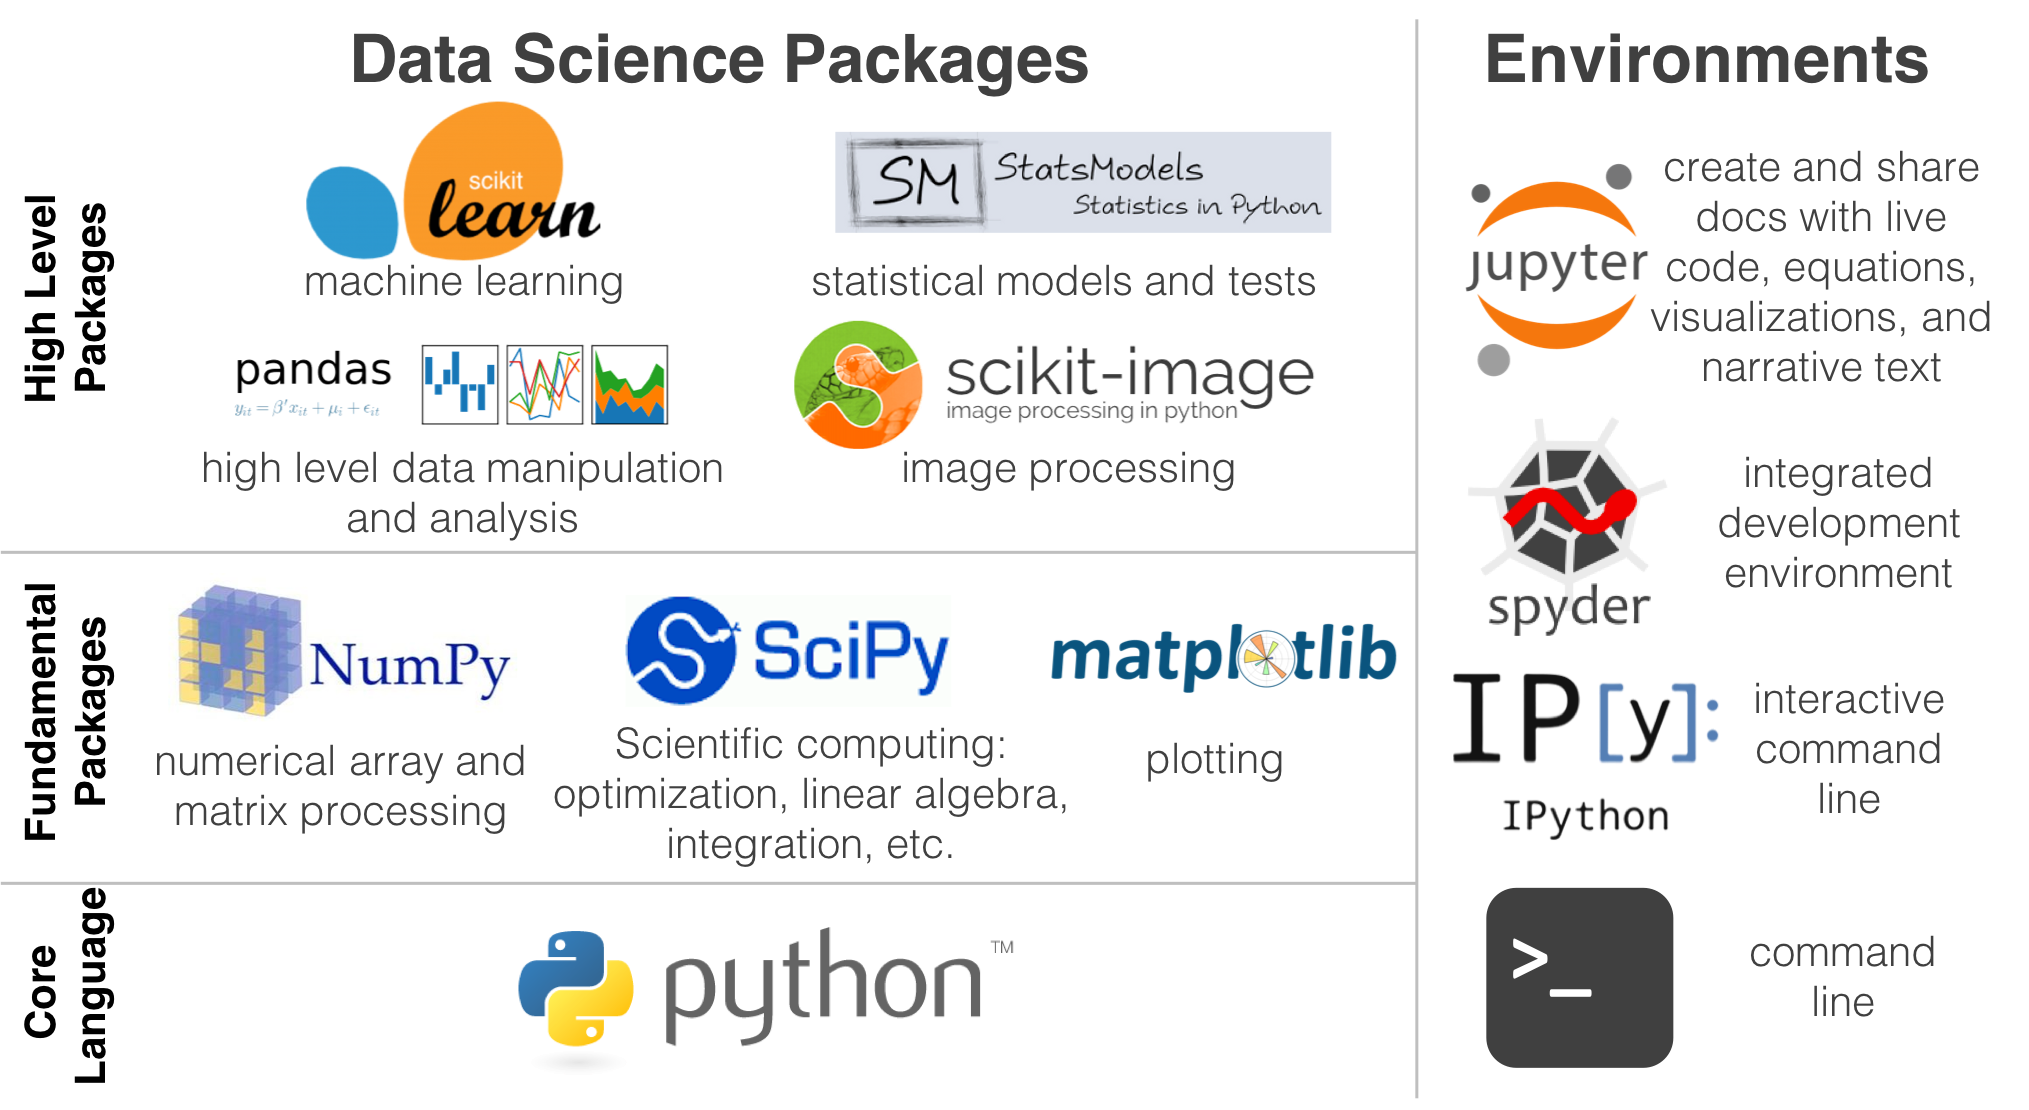 Data Science Packages
Environments
High Level
Packages
scikit
learn
machine learning
SM
StatsModels
Statistics in Python
statistical models and tests
pandas
y_{it} = β′x_{it} + μ_i + ϵ_{it}
high level data manipulation
and analysis
scikit-image
image processing in python
image processing
Fundamental
Packages
NumPy
numerical array and
matrix processing
SciPy
Scientific computing:
optimization, linear algebra,
integration, etc.
matplotlib
plotting
Core
Language
python™
jupyter
create and share
docs with live
code, equations,
visualizations, and
narrative text
spyder
integrated
development
environment
IP[y]:
IPython
interactive
command
line
>_
command
line